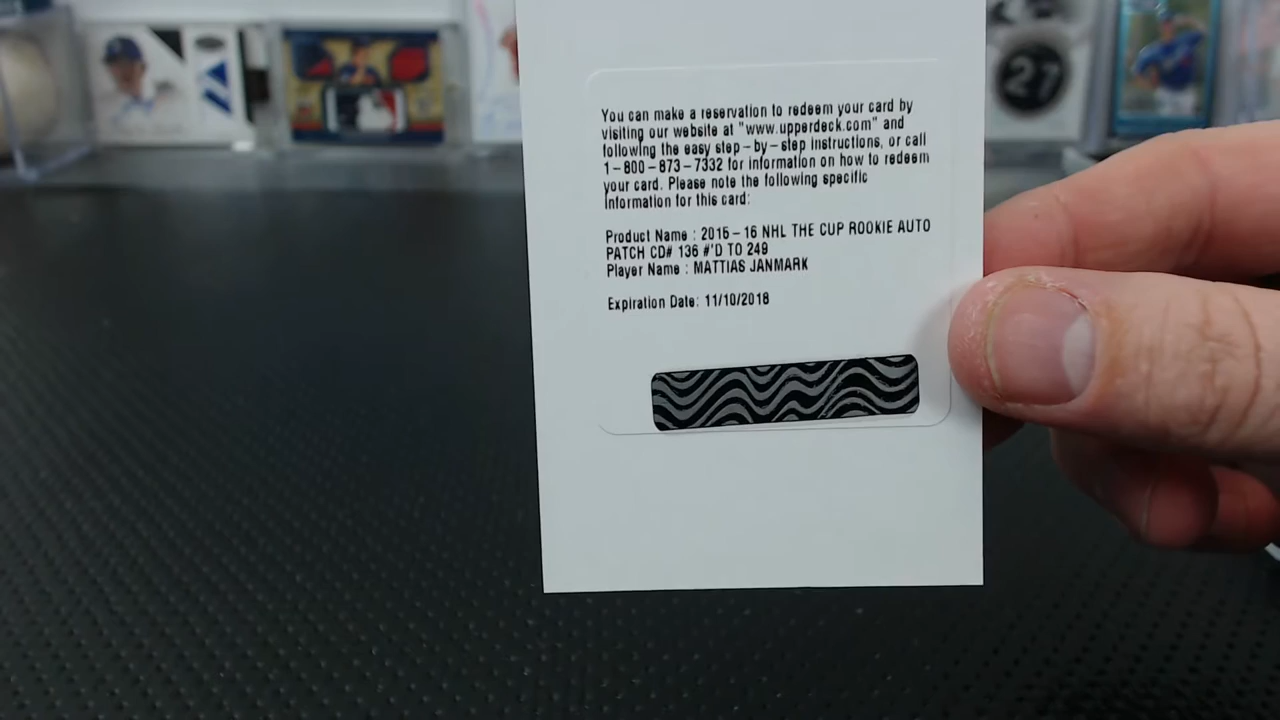 27
You can make a reservation to redeem your card by
visiting our website at "www.upperdeck.com" and
following the easy step-by-step instructions, or call
1-800-873-7332 for information on how to redeem
your card. Please note the following specific
information for this card:
Product Name : 2015-16 NHL THE CUP ROOKIE AUTO
PATCH CD# 136 #'D TO 249
Player Name : MATTIAS JANMARK
Expiration Date: 11/10/2018